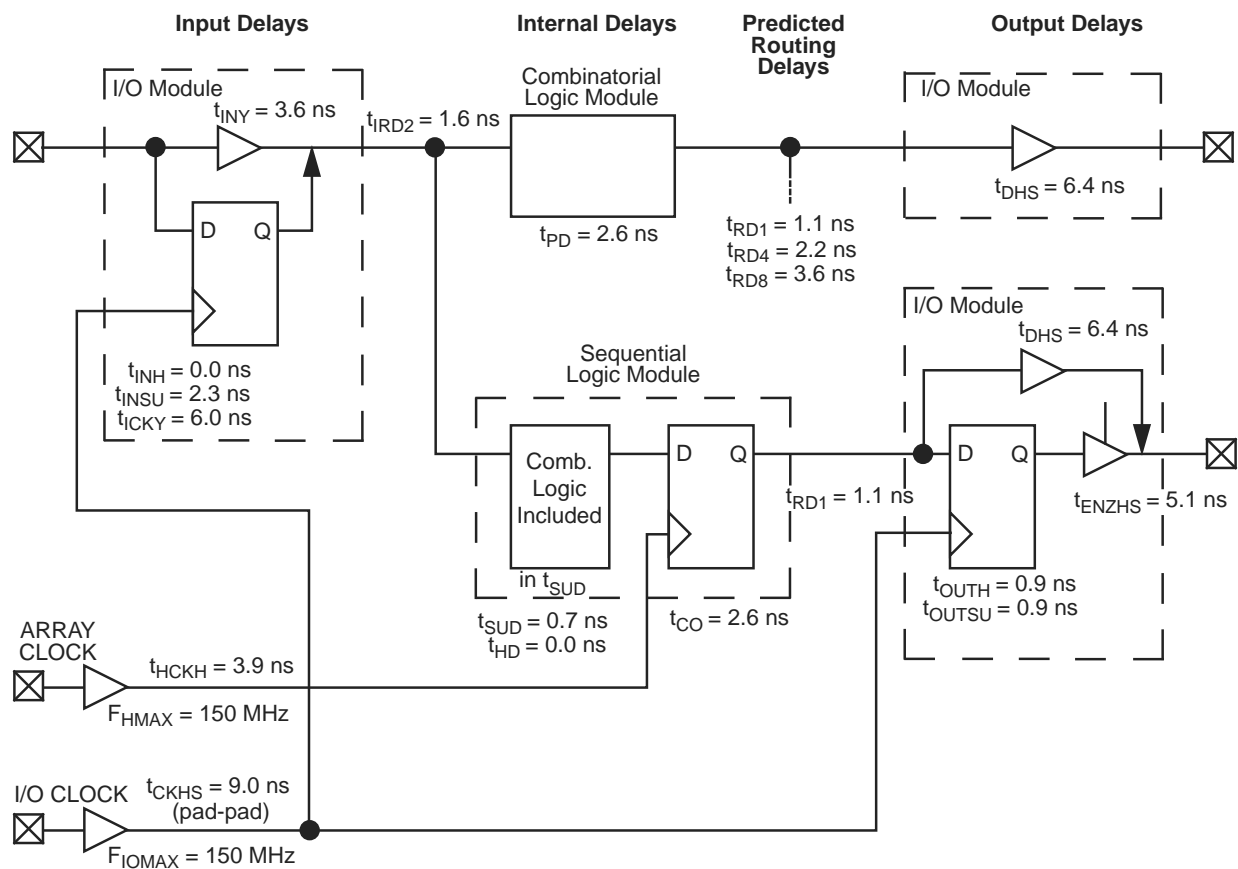 Input Delays
Internal Delays
Predicted
Routing
Delays
Output Delays
I/O Module
tINY = 3.6 ns
tIRD2 = 1.6 ns
Combinatorial
Logic Module
I/O Module
D Q
tPD = 2.6 ns
tDHS = 6.4 ns
tRD1 = 1.1 ns
tRD4 = 2.2 ns
tRD8 = 3.6 ns
tINH = 0.0 ns
tINSU = 2.3 ns
tICKY = 6.0 ns
Sequential
Logic Module
I/O Module
tDHS = 6.4 ns
Comb.
Logic
Included
in tSUD
D Q
tRD1 = 1.1 ns
D Q
tENZHS = 5.1 ns
tOUTH = 0.9 ns
tOUTSU = 0.9 ns
tSUD = 0.7 ns
tHD = 0.0 ns
tCO = 2.6 ns
ARRAY
CLOCK
tHCKH = 3.9 ns
FHMAX = 150 MHz
I/O CLOCK
tCKHS = 9.0 ns
(pad-pad)
FIOMAX = 150 MHz